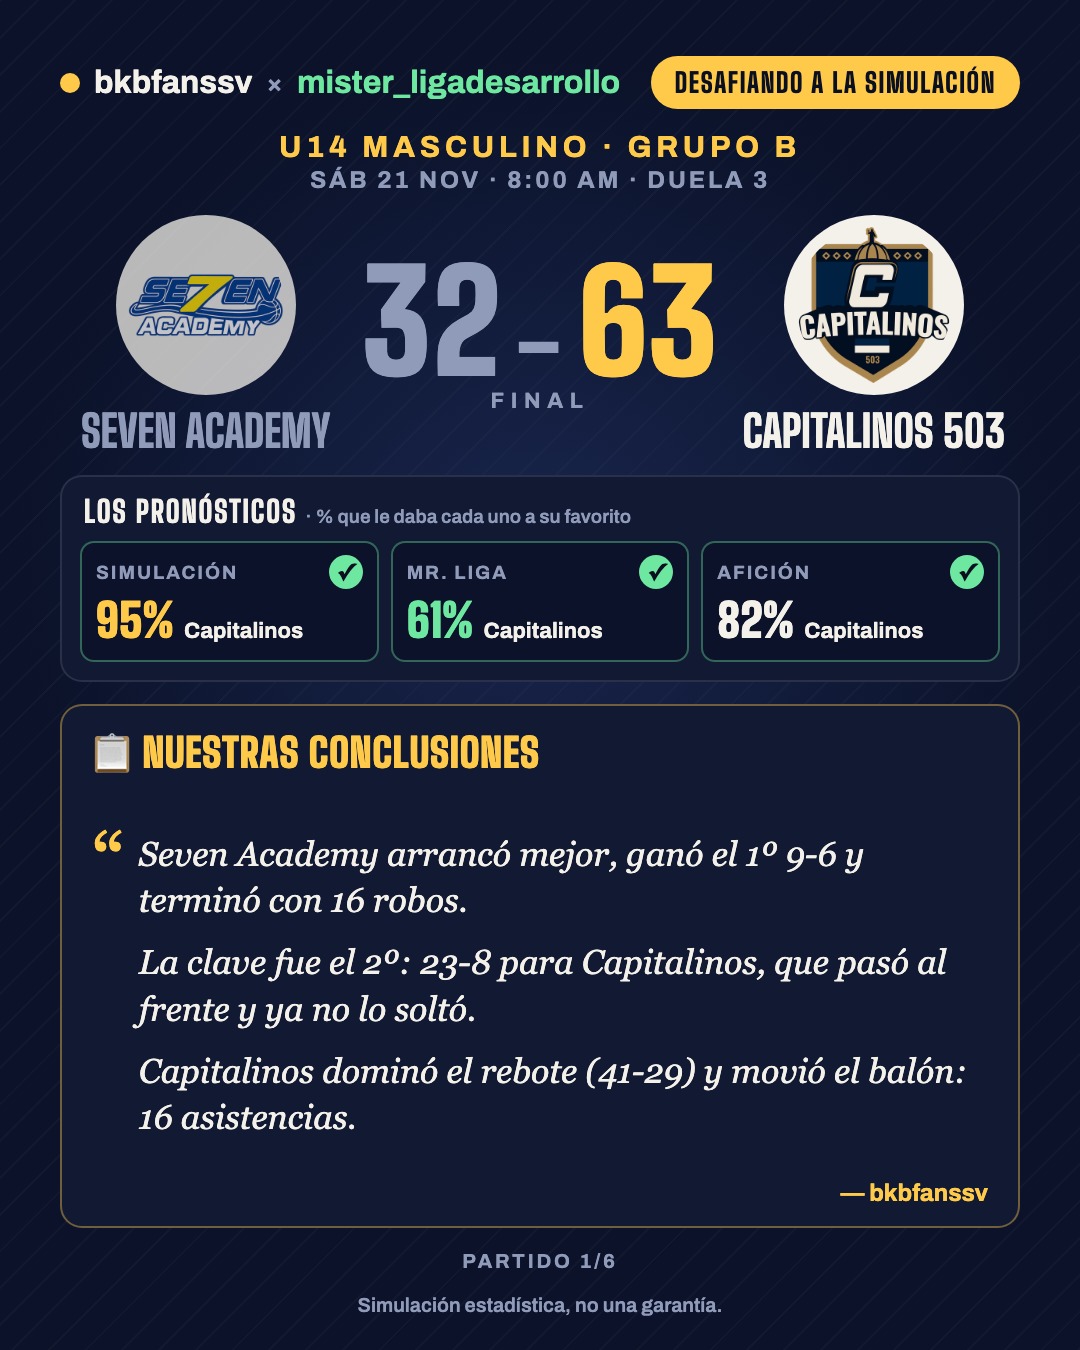 bkbfanssv × mister_ligadesarrollo
DESAFIANDO A LA SIMULACIÓN
U14 MASCULINO · GRUPO B
SÁB 21 NOV · 8:00 AM · DUELA 3
SE7EN
ACADEMY
32 – 63
FINAL
C
CAPITALINOS
503
SEVEN ACADEMY
CAPITALINOS 503
LOS PRONÓSTICOS · % que le daba cada uno a su favorito
SIMULACIÓN
95% Capitalinos
MR. LIGA
61% Capitalinos
AFICIÓN
82% Capitalinos
📋 NUESTRAS CONCLUSIONES
“ Seven Academy arrancó mejor, ganó el 1º 9-6 y
terminó con 16 robos.
La clave fue el 2º: 23-8 para Capitalinos, que pasó al
frente y ya no lo soltó.
Capitalinos dominó el rebote (41-29) y movió el balón:
16 asistencias.
— bkbfanssv
PARTIDO 1/6
Simulación estadística, no una garantía.